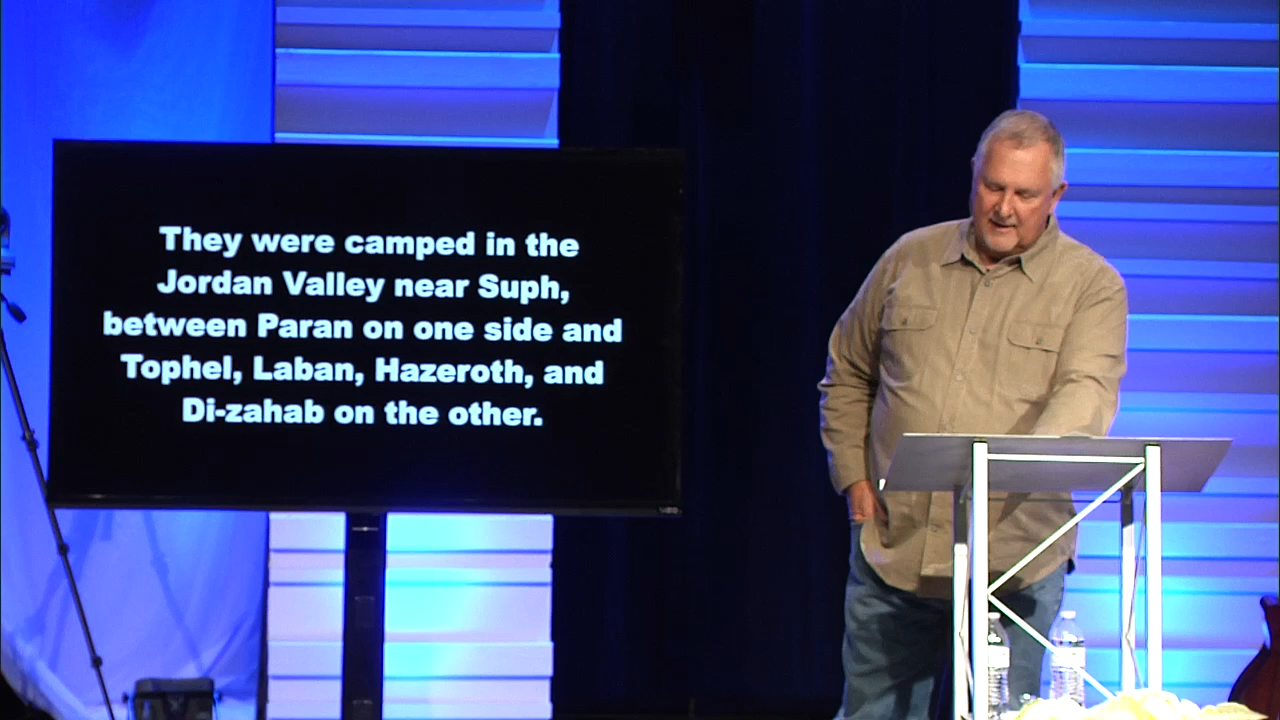 They were camped in the
Jordan Valley near Suph,
between Paran on one side and
Tophel, Laban, Hazeroth, and
Di-zahab on the other.